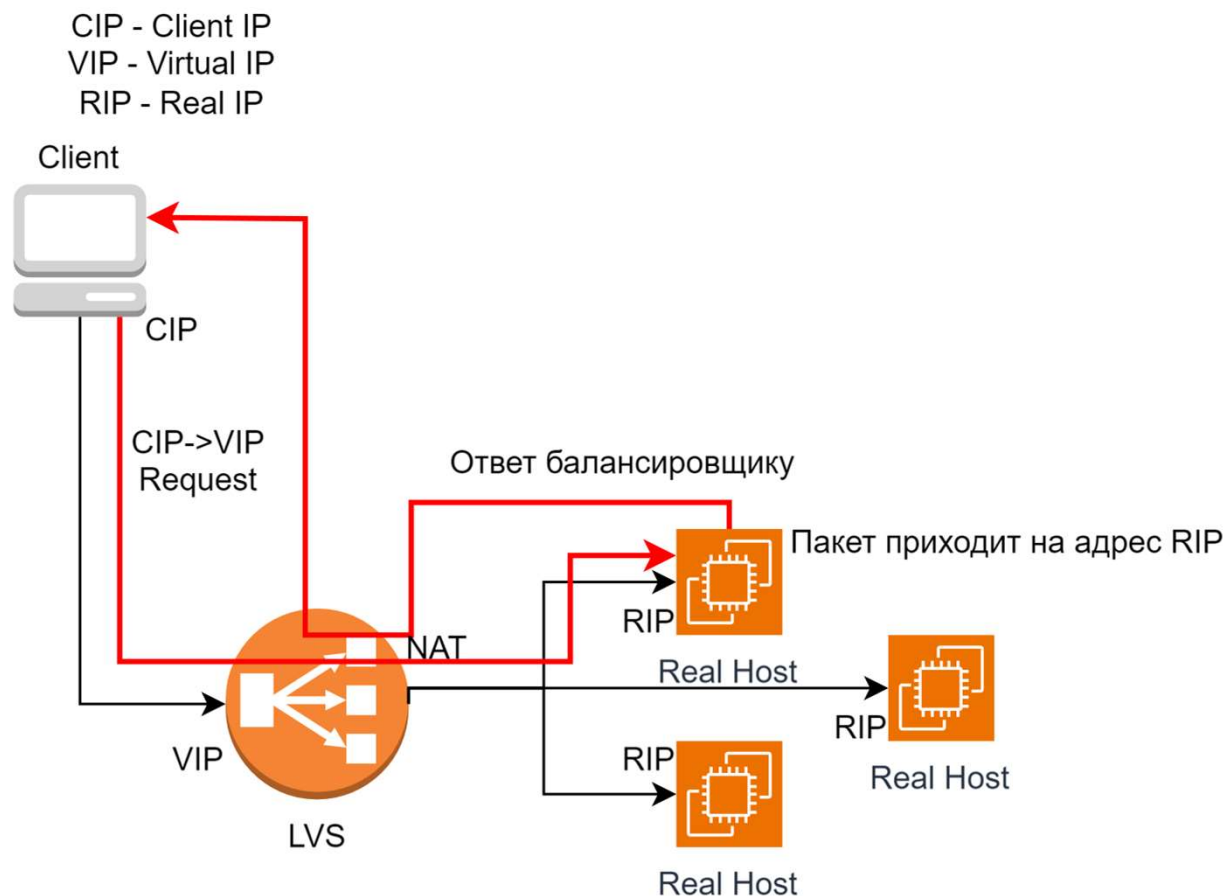 CIP - Client IP
VIP - Virtual IP
RIP - Real IP
Client
CIP
CIP->VIP
Request
Ответ балансировщику
Пакет приходит на адрес RIP
RIP
NAT
Real Host
RIP
Real Host
VIP
RIP
LVS
Real Host